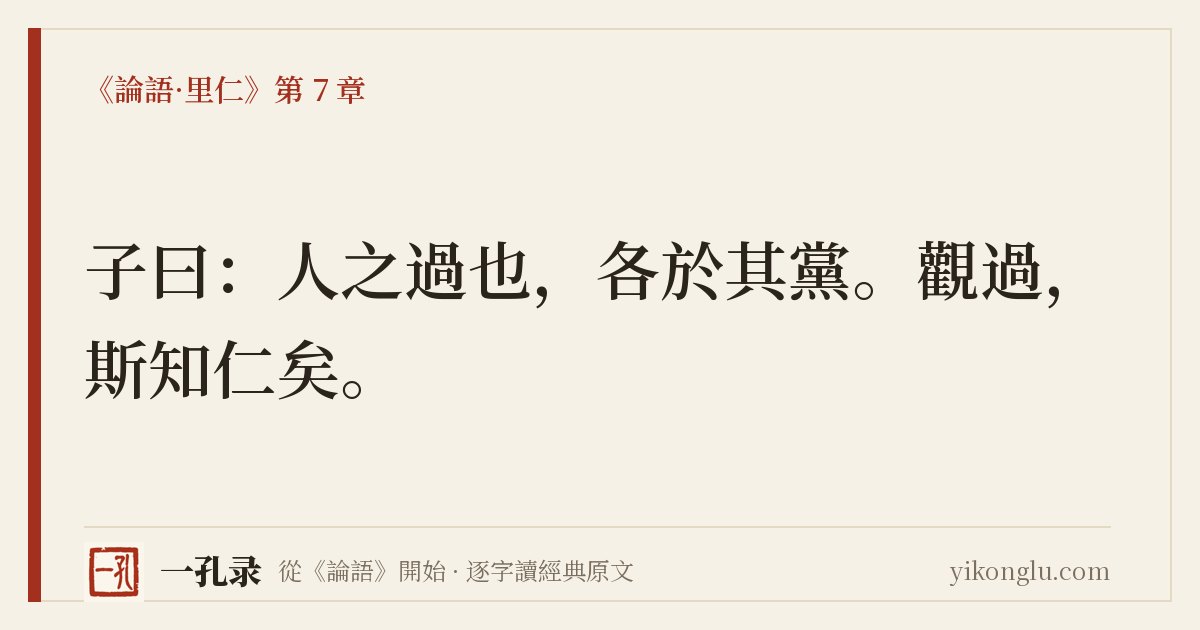 《論語·里仁》第 7 章
子曰：人之過也，各於其黨。觀過，
斯知仁矣。
一孔
一孔录
從《論語》開始 · 逐字讀經典原文
yikonglu.com